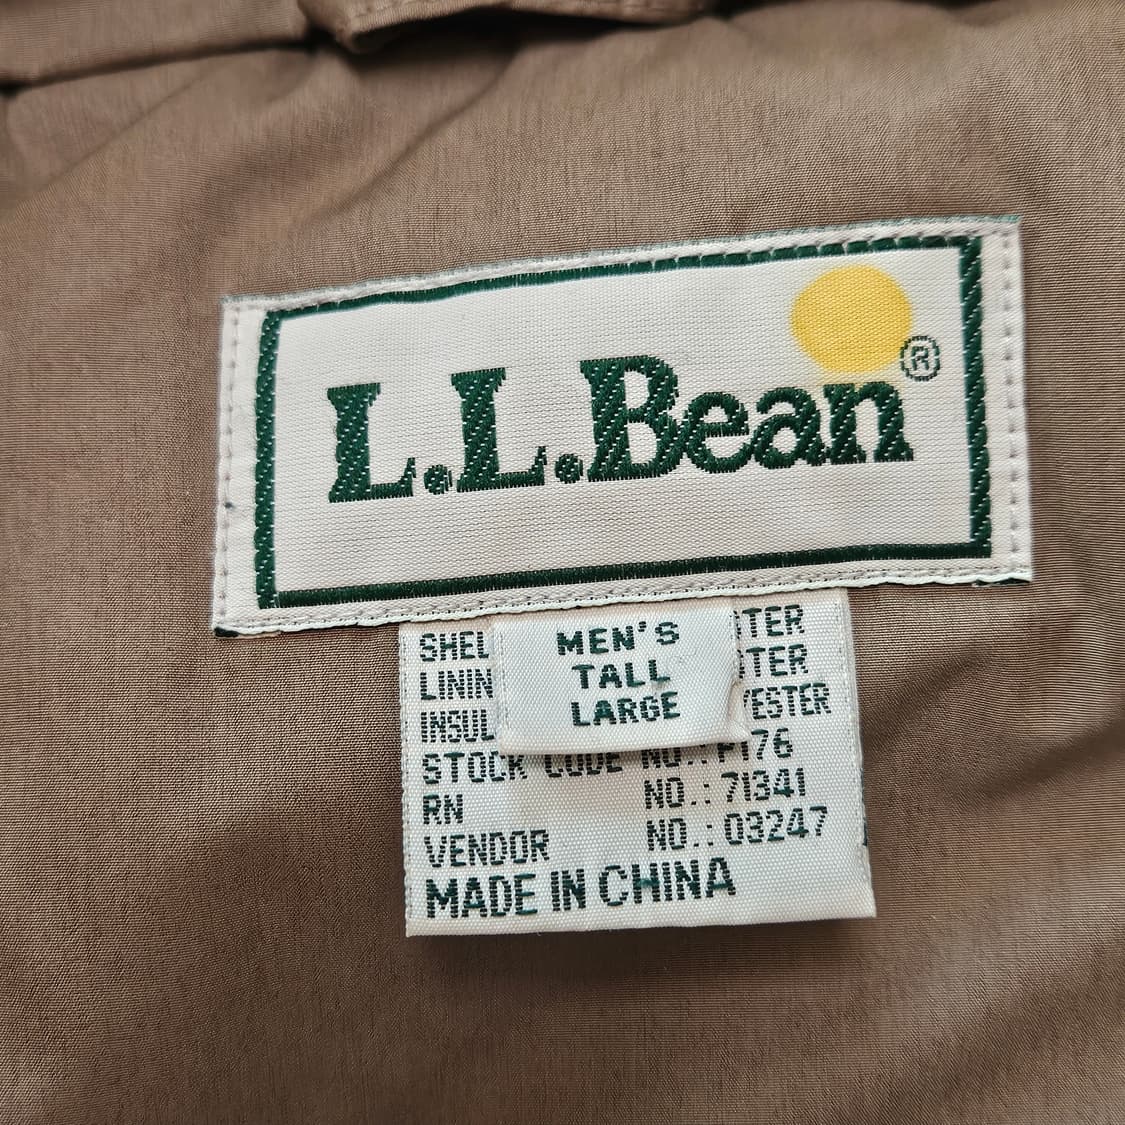 L.L.Bean®
MEN'S
TALL
LARGE
SHEL TER
LININ TER
INSUL YESTER
STOCK CODE NO.: P176
RN NO.: 71341
VENDOR NO.: 03247
MADE IN CHINA